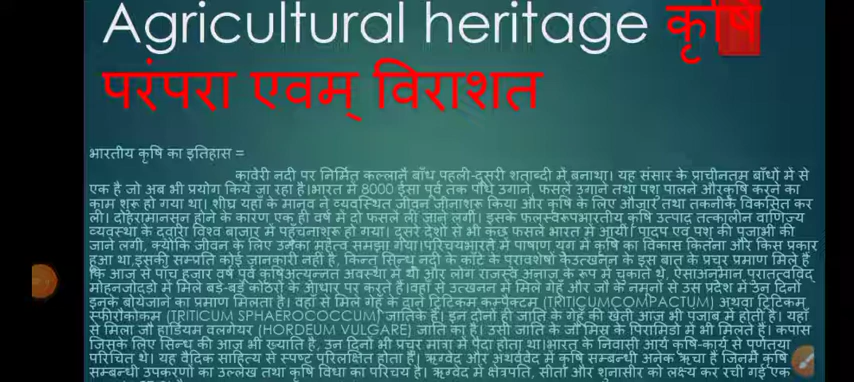 Agricultural heritage कृषि
परंपरा एवम् विराशत
भारतीय कृषि का इतिहास =
कावेरी नदी पर निर्मित कल्लानै बाँध पहली-दूसरी शताब्दी में बनाथा। यह संसार के प्राचीनतम बाँधों में से
एक है जो अब भी प्रयोग किये जा रहा है।भारत में 8000 ईसा पूर्व तक पौधे उगाने, फसलें उगाने तथा पशु पालने औरकृषि करने का
काम शुरू हो गया था। शीघ्र यहाँ के मानव ने व्यवस्थित जीवन जीनाशुरू किया और कृषि के लिए औजार तथा तकनीकें विकसित कर
लीं। दोहरामानसून होने के कारण एक ही वर्ष में दो फसलें ली जाने लगीं। इसके फलस्वरूपभारतीय कृषि उत्पाद तत्कालीन वाणिज्य
व्यवस्था के द्वारा विश्व बाजार में पहुँचनाशुरू हो गया। दूसरे देशों से भी कुछ फसलें भारत में आयीं। पादप एवं पशु की पूजाभी की
जाने लगी, क्योंकि जीवन के लिए उनका महत्व समझा गया।परिचयभारत में पाषाण युग में कृषि का विकास कितना और किस प्रकार
हुआ था,इसकी सम्प्रति कोई जानकारी नहीं है, किन्तु सिन्धु नदी के काँठे के पुरावशेषों केउत्खनन के इस बात के प्रचुर प्रमाण मिले हैं
कि आज से पाँच हजार वर्ष पूर्व कृषिअत्युन्नत अवस्था में थी और लोग राजस्व अनाज के रूप में चुकाते थे, ऐसाअनुमान पुरातत्वविद्
मोहनजोदड़ो में मिले बड़े-बड़े कोठरों के आधार पर करते हैं।वहाँ से उत्खनन में मिले गेहूँ और जौ के नमूनों से उस प्रदेश में उन दिनों
इनके बोयेजाने का प्रमाण मिलता है। वहाँ से मिले गेहूँ के दाने ट्रिटिकम कम्पैक्टम (TRITICUMCOMPACTUM) अथवा ट्रिटिकम
स्फीरौकोकम (TRITICUM SPHAEROCOCCUM) जातिके हैं। इन दोनों ही जाति के गेहूँ की खेती आज भी पंजाब में होती है। यहाँ
से मिला जौ हाडियम वलगेयर (HORDEUM VULGARE) जाति का है। उसी जाति के जौ मिस्र के पिरामिडो में भी मिलते हैं। कपास
जिसके लिए सिन्ध की आज भी ख्याति है, उन दिनों भी प्रचुर मात्रा में पैदा होता था।भारत के निवासी आर्य कृषि-कार्य से पूर्णतया
परिचित थे। यह वैदिक साहित्य से स्पष्ट परिलक्षित होता है। ऋग्वेद और अथर्ववेद में कृषि सम्बन्धी अनेक ऋचा है जिनमें कृषि
सम्बन्धी उपकरणों का उल्लेख तथा कृषि विधा का परिचय है। ऋग्वेद में क्षेत्रपति, सीता और शुनासीर को लक्ष्य कर रची गई एक